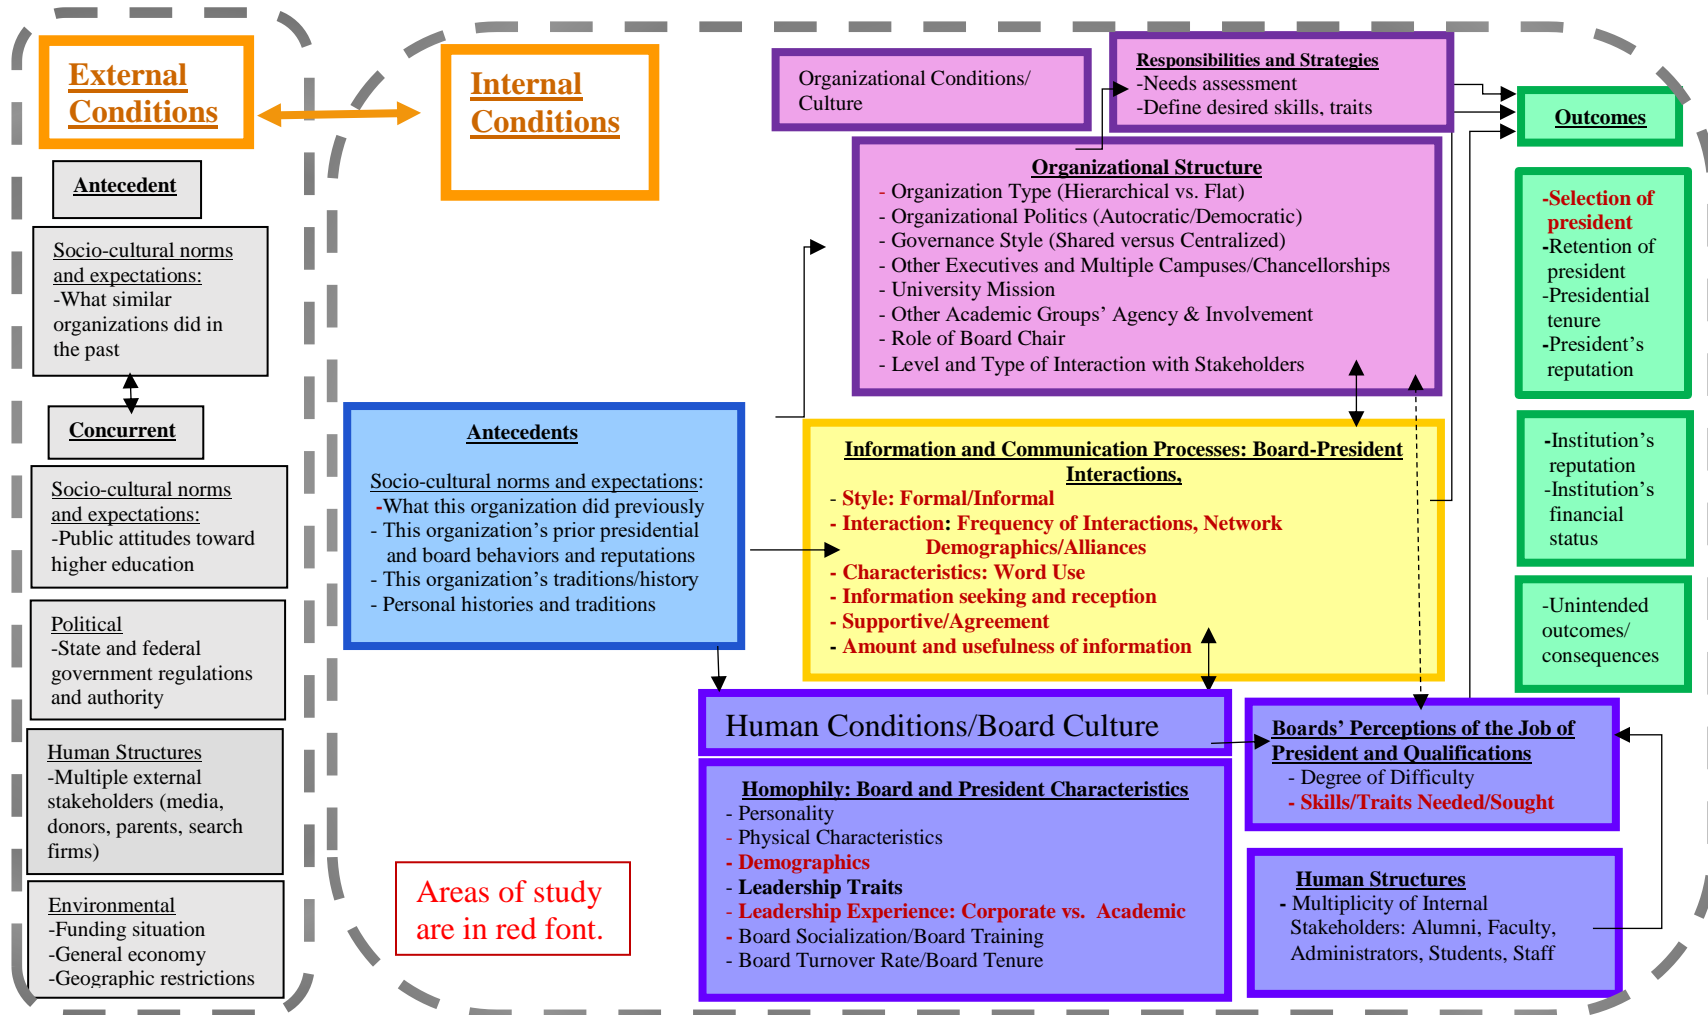 External
Conditions
Antecedent
Socio-cultural norms
and expectations:
-What similar
organizations did in
the past
Concurrent
Socio-cultural norms
and expectations:
-Public attitudes toward
higher education
Political
-State and federal
government regulations
and authority
Human Structures
-Multiple external
stakeholders (media,
donors, parents, search
firms)
Environmental
-Funding situation
-General economy
-Geographic restrictions
Internal
Conditions
Antecedents
Socio-cultural norms and expectations:
-What this organization did previously
- This organization’s prior presidential
and board behaviors and reputations
- This organization’s traditions/history
- Personal histories and traditions
Areas of study
are in red font.
Organizational Conditions/
Culture
Responsibilities and Strategies
-Needs assessment
-Define desired skills, traits
Organizational Structure
- Organization Type (Hierarchical vs. Flat)
- Organizational Politics (Autocratic/Democratic)
- Governance Style (Shared versus Centralized)
- Other Executives and Multiple Campuses/Chancellorships
- University Mission
- Other Academic Groups’ Agency & Involvement
- Role of Board Chair
- Level and Type of Interaction with Stakeholders
Information and Communication Processes: Board-President
Interactions,
- Style: Formal/Informal
- Interaction: Frequency of Interactions, Network
Demographics/Alliances
- Characteristics: Word Use
- Information seeking and reception
- Supportive/Agreement
- Amount and usefulness of information
Human Conditions/Board Culture
Homophily: Board and President Characteristics
- Personality
- Physical Characteristics
- Demographics
- Leadership Traits
- Leadership Experience: Corporate vs. Academic
- Board Socialization/Board Training
- Board Turnover Rate/Board Tenure
Boards’ Perceptions of the Job of
President and Qualifications
- Degree of Difficulty
- Skills/Traits Needed/Sought
Human Structures
- Multiplicity of Internal
Stakeholders: Alumni, Faculty,
Administrators, Students, Staff
Outcomes
-Selection of
president
-Retention of
president
-Presidential
tenure
-President’s
reputation
-Institution’s
reputation
-Institution’s
financial
status
-Unintended
outcomes/
consequences